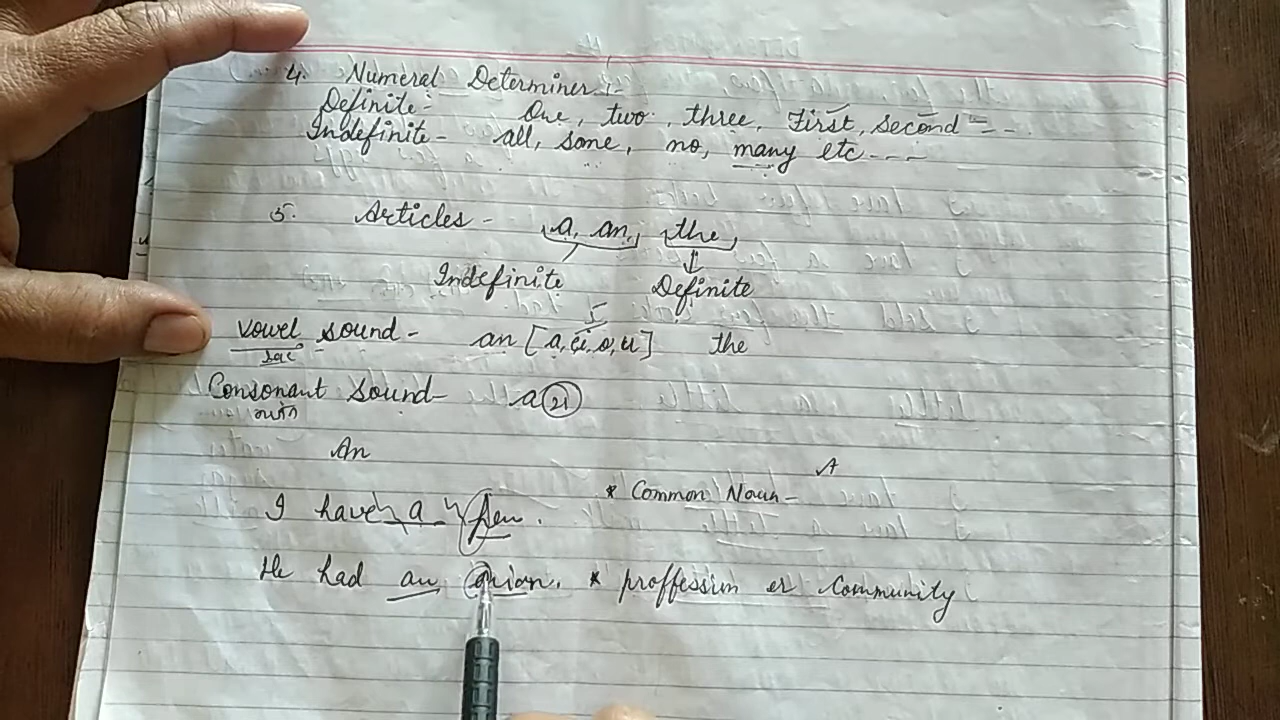 4. Numeral Determiner :-
Definite :- One, two, three, First, Second - - -
Indefinite - all, some, no, many etc - - -
5. Articles - a, an, the,
Indefinite Definite
Vowel sound - an [a, e, i, o, u] the
Consonant Sound - a 21
An A
I have a pen. * Common Noun -
He had an onion. * proffession or Community